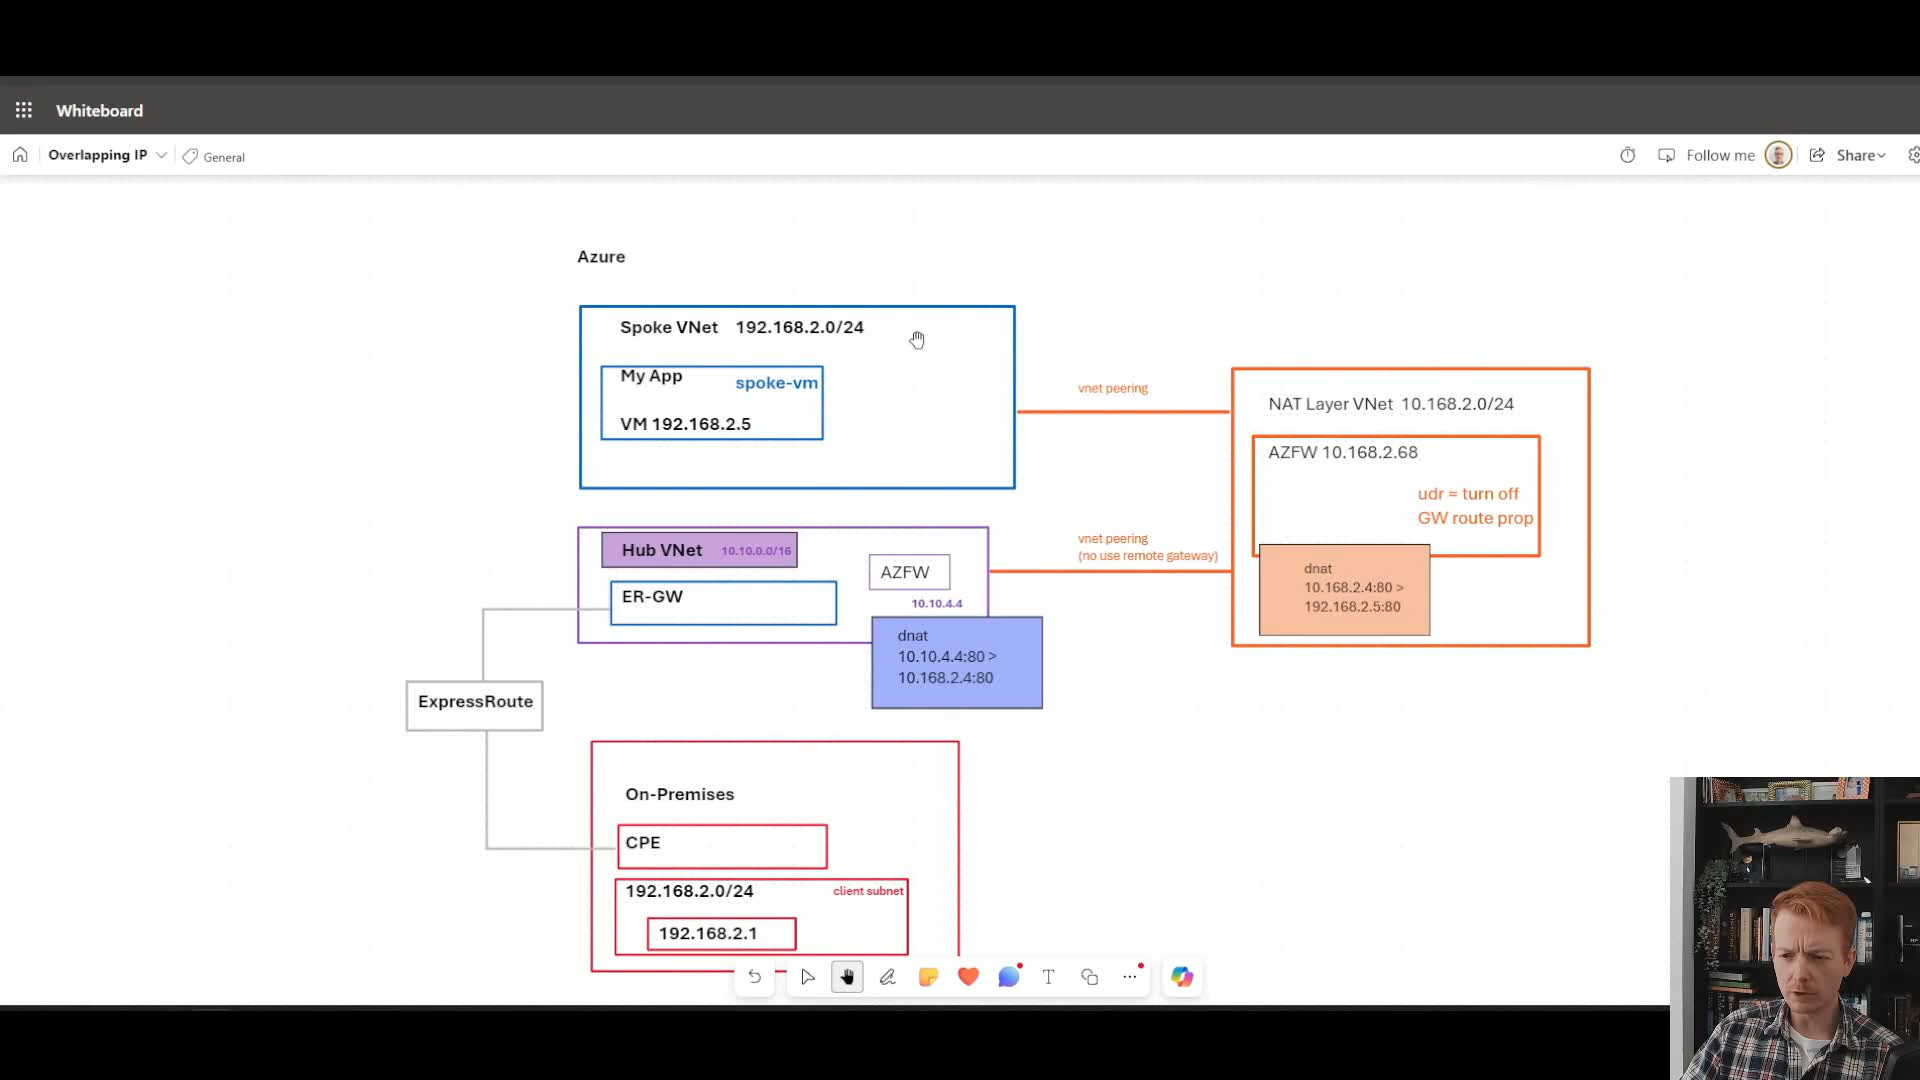 Whiteboard
Overlapping IP
General
Follow me
Share
Azure
Spoke VNet 192.168.2.0/24
My App
spoke-vm
VM 192.168.2.5
vnet peering
NAT Layer VNet 10.168.2.0/24
AZFW 10.168.2.68
udr = turn off
GW route prop
dnat
10.168.2.4:80 >
192.168.2.5:80
vnet peering
(no use remote gateway)
Hub VNet 10.10.0.0/16
ER-GW
AZFW
10.10.4.4
dnat
10.10.4.4:80 >
10.168.2.4:80
ExpressRoute
On-Premises
CPE
192.168.2.0/24
client subnet
192.168.2.1